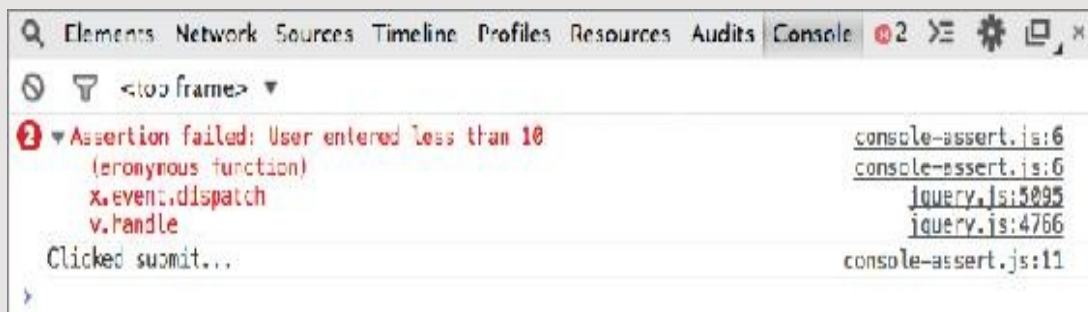 Elements Network Sources Timeline Profiles Resources Audits Console 2
<top frame> ▼
2 ▼ Assertion failed: User entered less than 10 console-assert.js:6
(anonymous function) console-assert.js:6
x.event.dispatch jquery.js:5095
v.handle jquery.js:4766
Clicked submit... console-assert.js:11